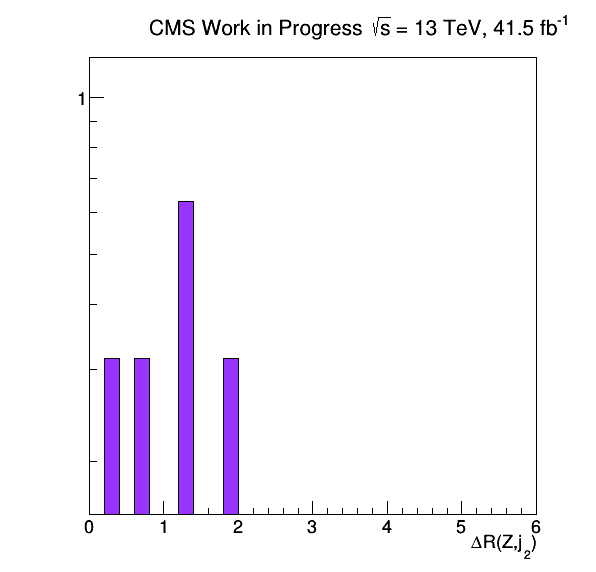 CMS Work in Progress √s = 13 TeV, 41.5 fb⁻¹
1
0 1 2 3 4 5 6
ΔR(Z,j₂)